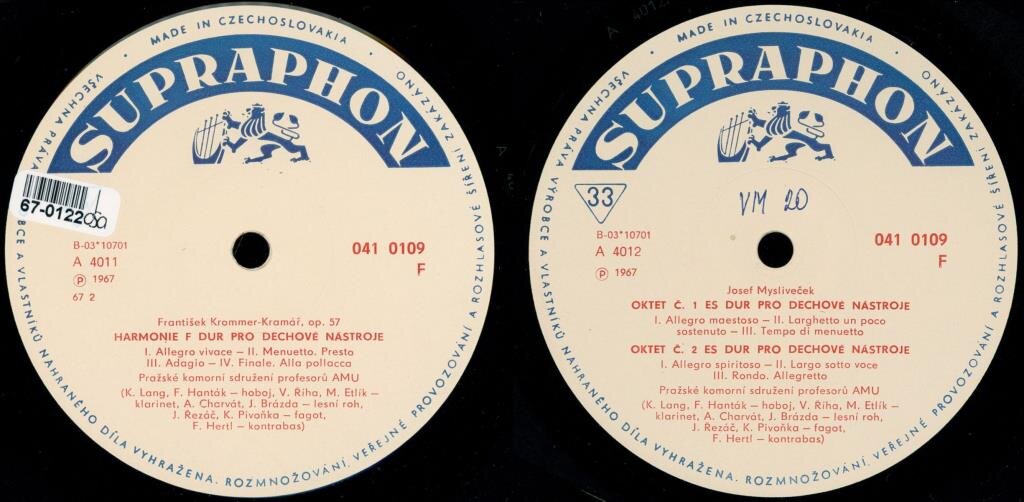 MADE IN CZECHOSLOVAKIA
SUPRAPHON
VŠECHNA PRÁVA VÝROBCE A VLASTNÍKŮ NAHRANÉHO DÍLA VYHRAŽENA. ROZMNOŽOVÁNÍ, VEŘEJNÉ PROVOZOVÁNÍ A ROZHLASOVÉ ŠÍŘENÍ ZAKÁZÁNO
67-0122
B-03*10701
A 4011
Ⓟ 1967
67 2
041 0109
F
František Krommer-Kramář, op. 57
HARMONIE F DUR PRO DECHOVÉ NÁSTROJE
I. Allegro vivace – II. Menuetto. Presto
III. Adagio – IV. Finale. Alla pollacca
Pražské komorní sdružení profesorů AMU
(K. Lang, F. Hanták – hoboj, V. Říha, M. Etlík –
klarinet, A. Charvát, J. Brázda – lesní roh,
J. Řezáč, K. Pivoňka – fagot,
F. Hertl – kontrabas)
A 4012
MADE IN CZECHOSLOVAKIA
SUPRAPHON
VŠECHNA PRÁVA VÝROBCE A VLASTNÍKŮ NAHRANÉHO DÍLA VYHRAŽENA. ROZMNOŽOVÁNÍ, VEŘEJNÉ PROVOZOVÁNÍ A ROZHLASOVÉ ŠÍŘENÍ ZAKÁZÁNO
33
VM 20
B-03*10701
A 4012
Ⓟ 1967
041 0109
F
Josef Mysliveček
OKTET Č. 1 ES DUR PRO DECHOVÉ NÁSTROJE
I. Allegro maestoso – II. Larghetto un poco
sostenuto – III. Tempo di menuetto
OKTET Č. 2 ES DUR PRO DECHOVÉ NÁSTROJE
I. Allegro spiritoso – II. Largo sotto voce
III. Rondo. Allegretto
Pražské komorní sdružení profesorů AMU
(K. Lang, F. Hanták – hoboj, V. Říha, M. Etlík –
klarinet, A. Charvát, J. Brázda – lesní roh,
J. Řezáč, K. Pivoňka – fagot,
F. Hertl – kontrabas)